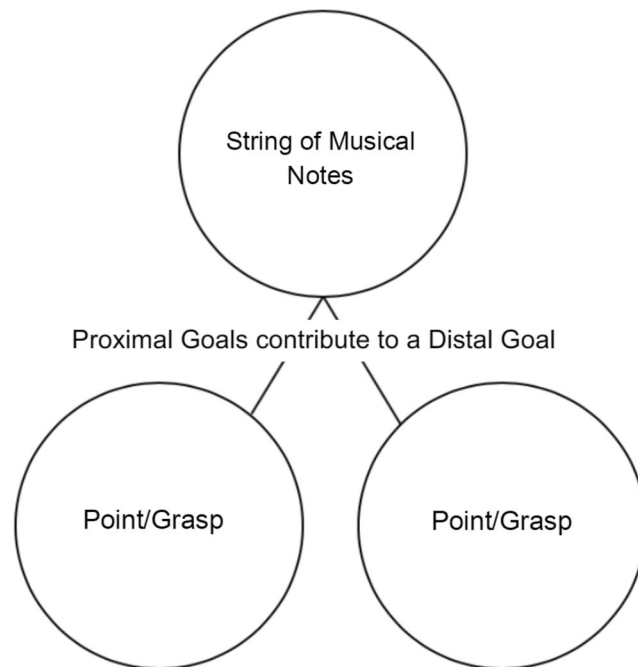 String of Musical
Notes
Proximal Goals contribute to a Distal Goal
Point/Grasp
Point/Grasp